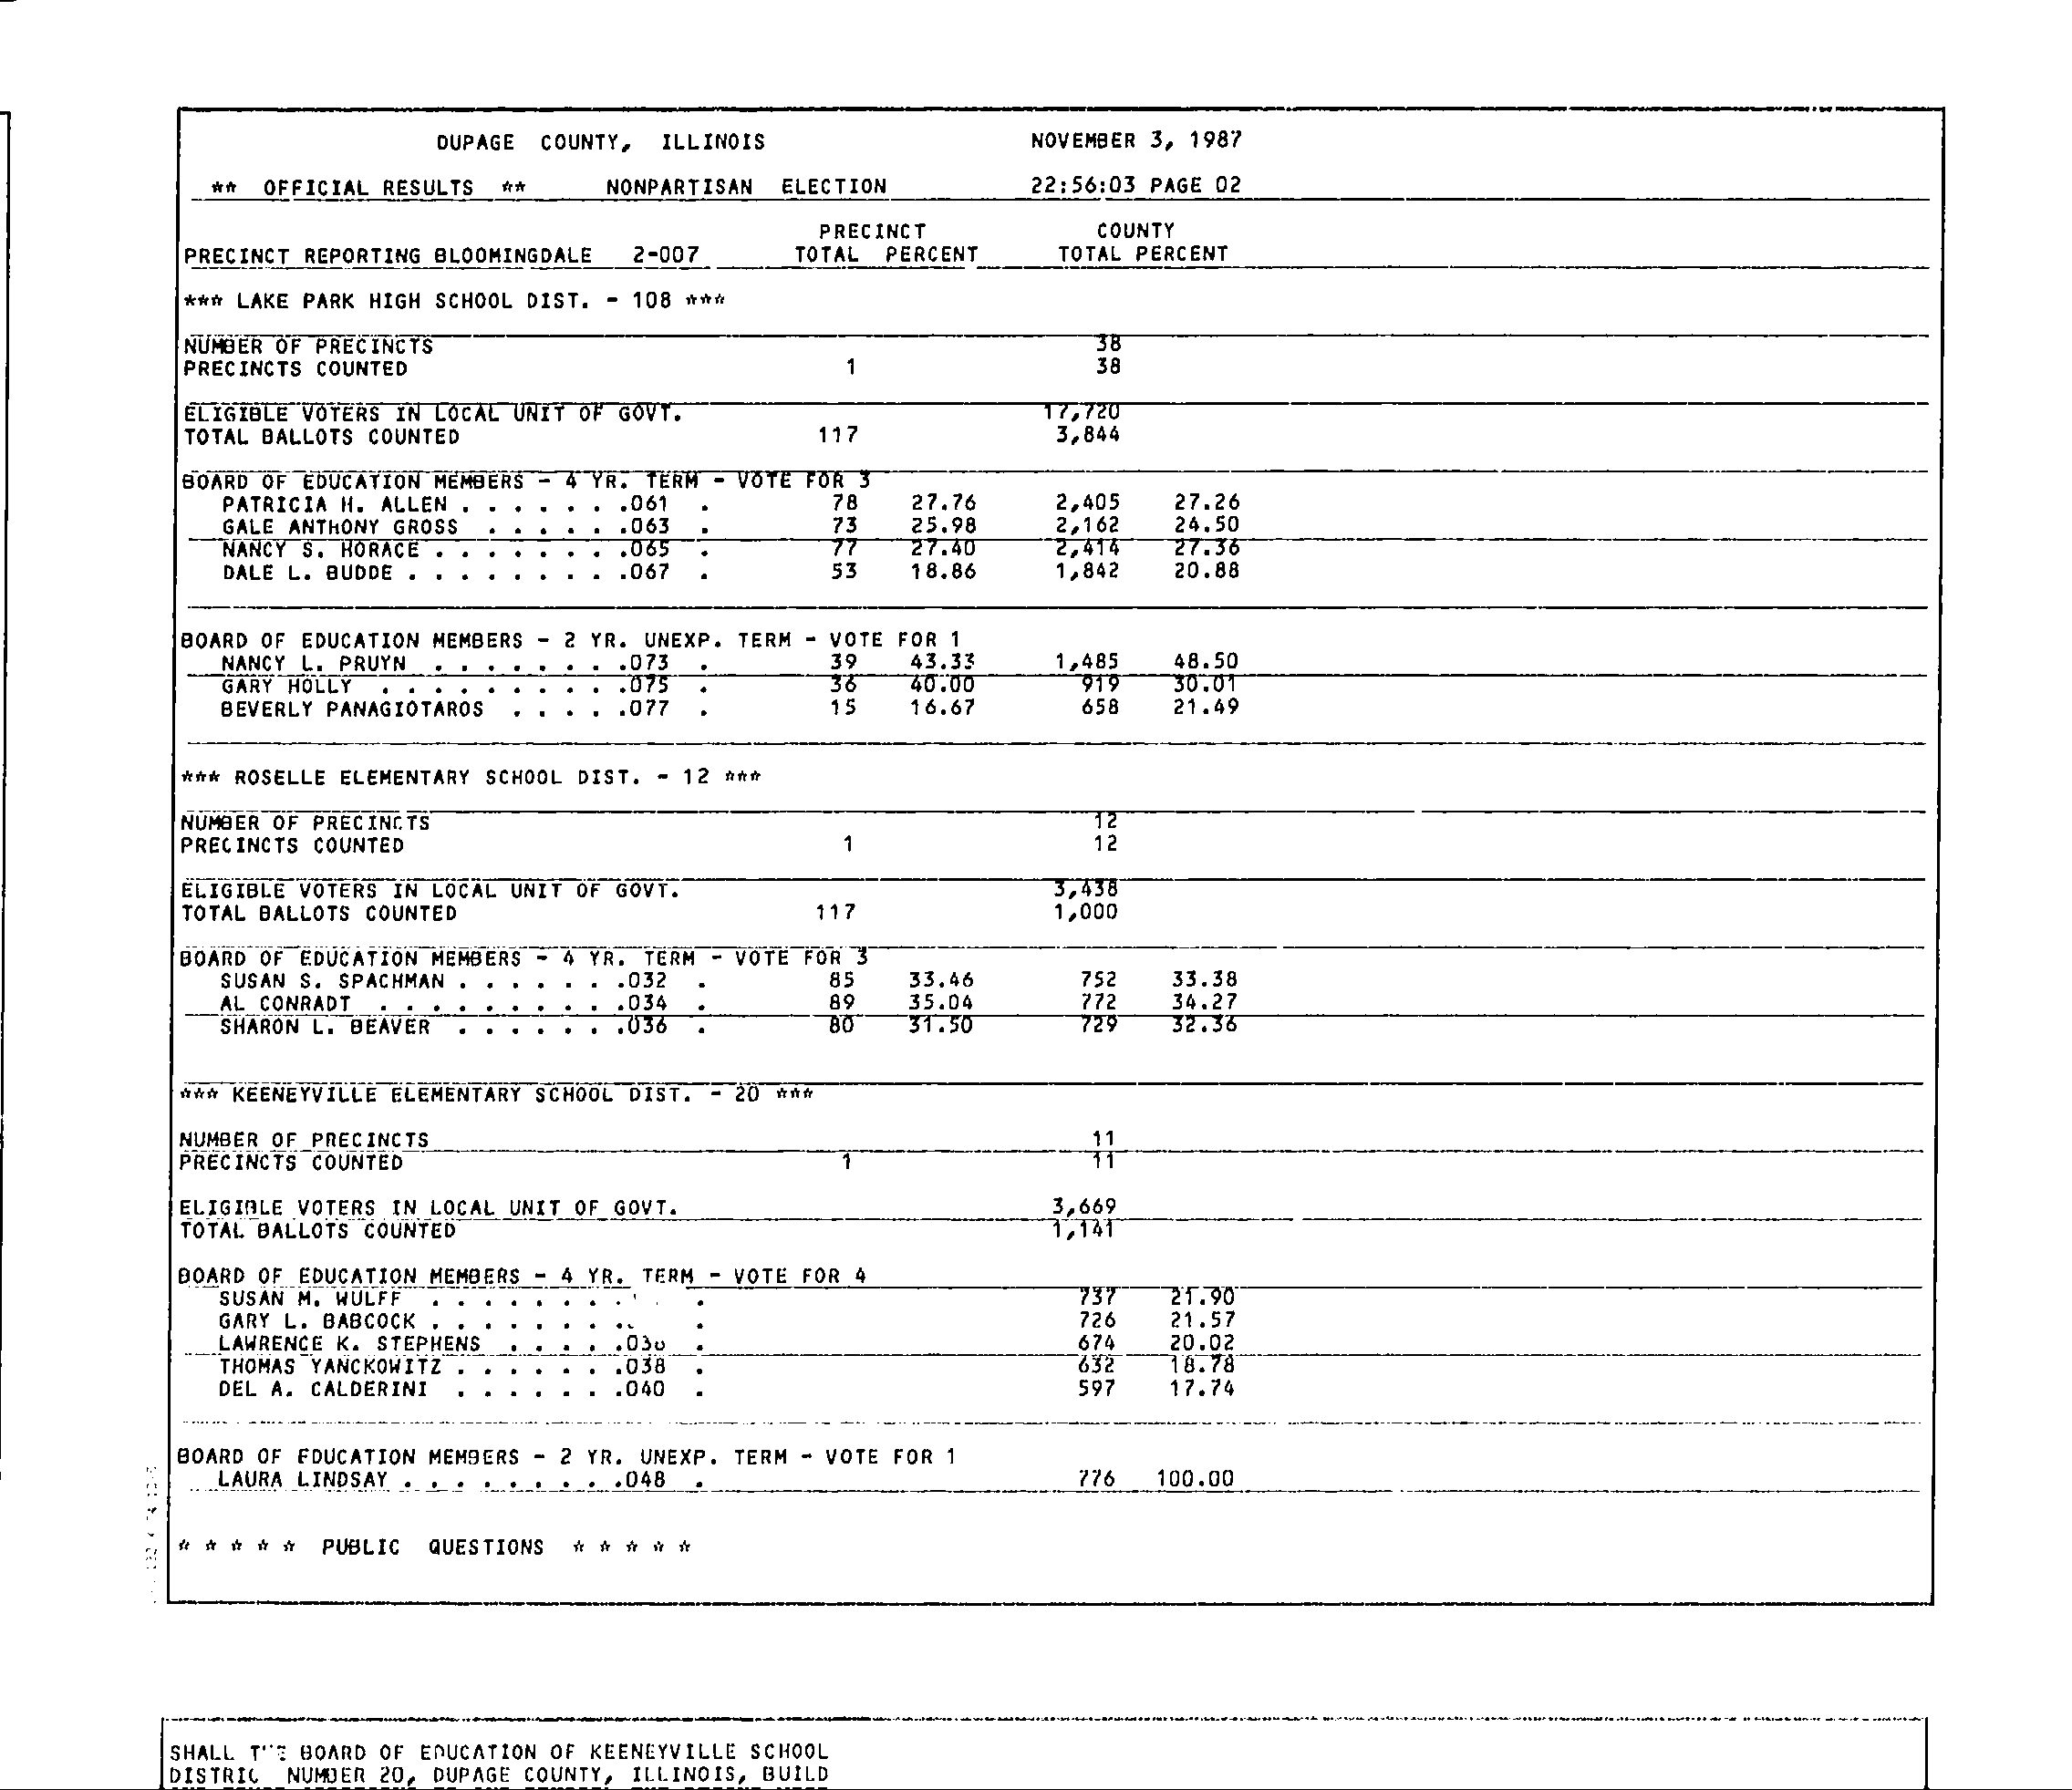 DUPAGE COUNTY, ILLINOIS NOVEMBER 3, 1987
** OFFICIAL RESULTS ** NONPARTISAN ELECTION 22:56:03 PAGE 02
PRECINCT COUNTY
PRECINCT REPORTING BLOOMINGDALE 2-007 TOTAL PERCENT TOTAL PERCENT
*** LAKE PARK HIGH SCHOOL DIST. - 108 ***
NUMBER OF PRECINCTS 38
PRECINCTS COUNTED 1 38
ELIGIBLE VOTERS IN LOCAL UNIT OF GOVT. 17,720
TOTAL BALLOTS COUNTED 117 3,844
BOARD OF EDUCATION MEMBERS - 4 YR. TERM - VOTE FOR 3
PATRICIA H. ALLEN . . . . . . .061 . 78 27.76 2,405 27.26
GALE ANTHONY GROSS . . . . . .063 . 73 25.98 2,162 24.50
NANCY S. HORACE . . . . . . . .065 . 77 27.40 2,414 27.36
DALE L. BUDDE . . . . . . . . .067 . 53 18.86 1,842 20.88
BOARD OF EDUCATION MEMBERS - 2 YR. UNEXP. TERM - VOTE FOR 1
NANCY L. PRUYN . . . . . . . .073 . 39 43.33 1,485 48.50
GARY HOLLY . . . . . . . . . .075 . 36 40.00 919 30.01
BEVERLY PANAGIOTAROS . . . . .077 . 15 16.67 658 21.49
*** ROSELLE ELEMENTARY SCHOOL DIST. - 12 ***
NUMBER OF PRECINCTS 12
PRECINCTS COUNTED 1 12
ELIGIBLE VOTERS IN LOCAL UNIT OF GOVT. 3,438
TOTAL BALLOTS COUNTED 117 1,000
BOARD OF EDUCATION MEMBERS - 4 YR. TERM - VOTE FOR 3
SUSAN S. SPACHMAN . . . . . . .032 . 85 33.46 752 33.38
AL CONRADT . . . . . . . . . .034 . 89 35.04 772 34.27
SHARON L. BEAVER . . . . . . .036 . 80 31.50 729 32.36
*** KEENEYVILLE ELEMENTARY SCHOOL DIST. - 20 ***
NUMBER OF PRECINCTS 11
PRECINCTS COUNTED 1 11
ELIGIBLE VOTERS IN LOCAL UNIT OF GOVT. 3,669
TOTAL BALLOTS COUNTED 1,141
BOARD OF EDUCATION MEMBERS - 4 YR. TERM - VOTE FOR 4
SUSAN M. WULFF . . . . . . . . . 737 21.90
GARY L. BABCOCK . . . . . . . . . 726 21.57
LAWRENCE K. STEPHENS . . . . . . 674 20.02
THOMAS YANCKOWITZ . . . . . . .038 . 632 18.78
DEL A. CALDERINI . . . . . . .040 . 597 17.74
BOARD OF EDUCATION MEMBERS - 2 YR. UNEXP. TERM - VOTE FOR 1
LAURA LINDSAY . . . . . . . . .048 . 776 100.00
* * * * * PUBLIC QUESTIONS * * * * *
SHALL THE BOARD OF EDUCATION OF KEENEYVILLE SCHOOL
DISTRIC NUMBER 20, DUPAGE COUNTY, ILLINOIS, BUILD